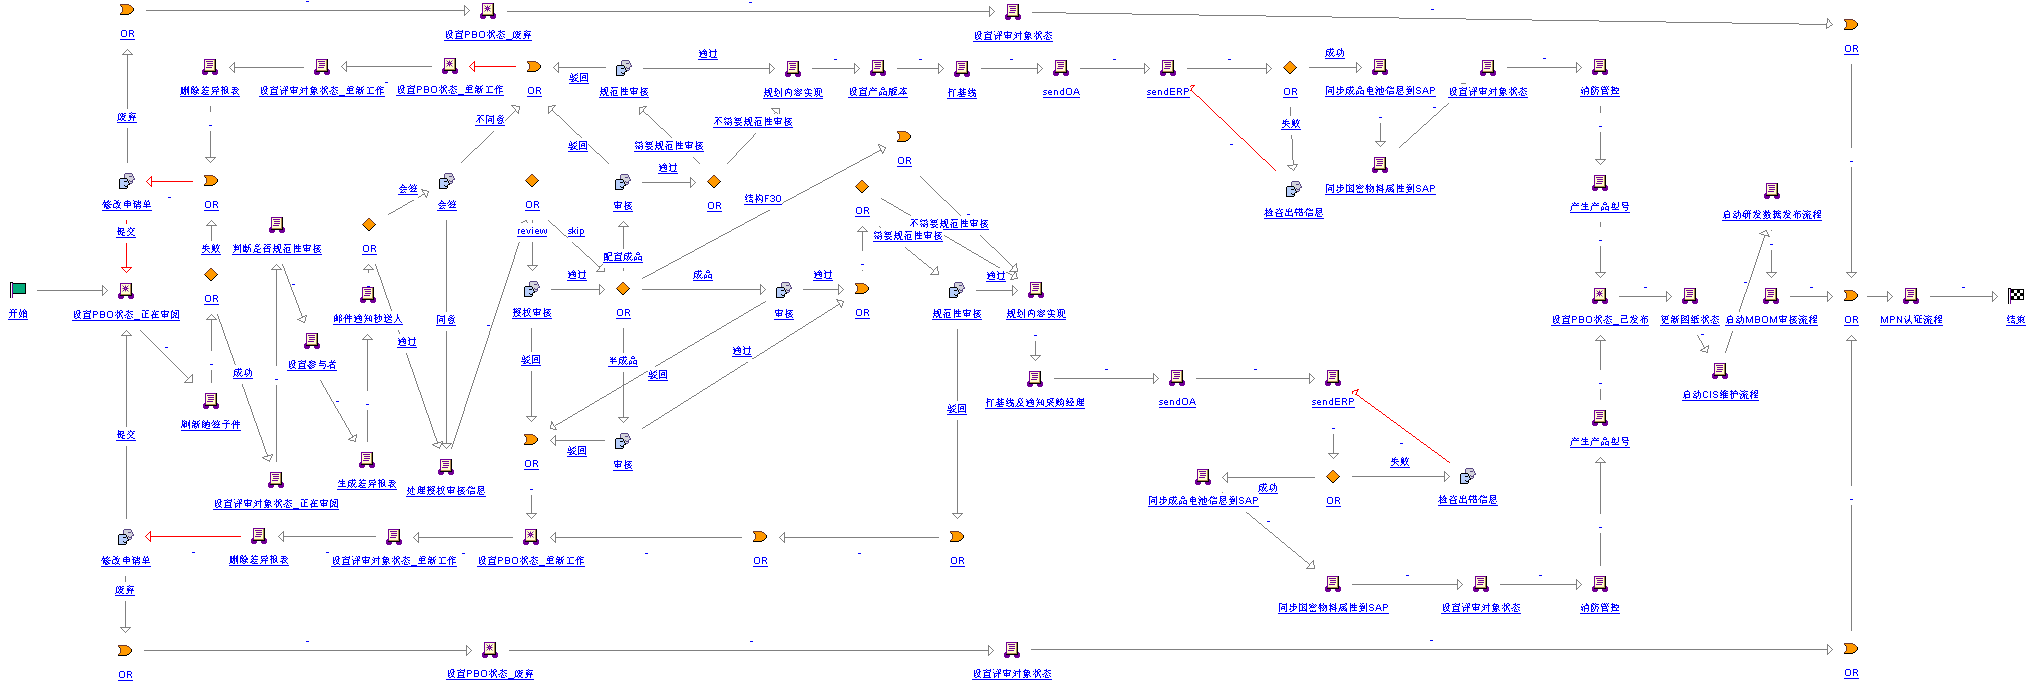 OR
设置PBO状态_废弃
设置评审对象状态
OR
删除差异报表
设置评审对象状态_重新工作
设置PBO状态_重新工作
OR
驳回
规范性审核
通过
规划内容实现
设置产品版本
打基线
sendOA
sendERP
OR
成功
同步成品电池信息到SAP
设置评审对象状态
消防管控
废弃
不同意
驳回
需要规范性审核
不需要规范性审核
OR
失败
修改申请单
OR
会签
会签
OR
审核
通过
OR
结构F30
OR
检查出错信息
同步国密物料属性到SAP
产生产品型号
启动研发数据发布流程
提交
失败
判断是否规范性审核
OR
review
skip
配置成品
不需要规范性审核
需要规范性审核
开始
设置PBO状态_正在审阅
OR
邮件通知抄送人
通过
同意
授权审核
通过
OR
成品
审核
通过
OR
规范性审核
通过
规划内容实现
设置PBO状态_已发布
更新图纸状态
启动MBOM审核流程
OR
MPN认证流程
结束
成功
设置参与者
驳回
半成品
驳回
通过
启动CIS维护流程
刷新随签子件
打基线及通知采购经理
sendOA
sendERP
驳回
提交
OR
驳回
审核
产生产品型号
设置评审对象状态_正在审阅
生成差异报表
处理授权审核信息
同步成品电池信息到SAP
成功
OR
失败
检查出错信息
修改申请单
删除差异报表
设置评审对象状态_重新工作
设置PBO状态_重新工作
OR
OR
废弃
同步国密物料属性到SAP
设置评审对象状态
消防管控
OR
设置PBO状态_废弃
设置评审对象状态
OR